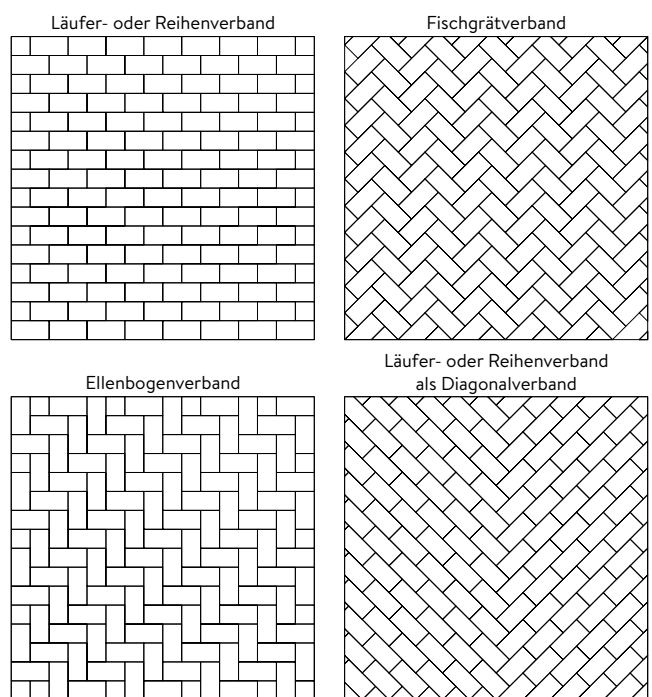 Läufer- oder Reihenverband
Fischgrätverband
Ellenbogenverband
Läufer- oder Reihenverband
als Diagonalverband